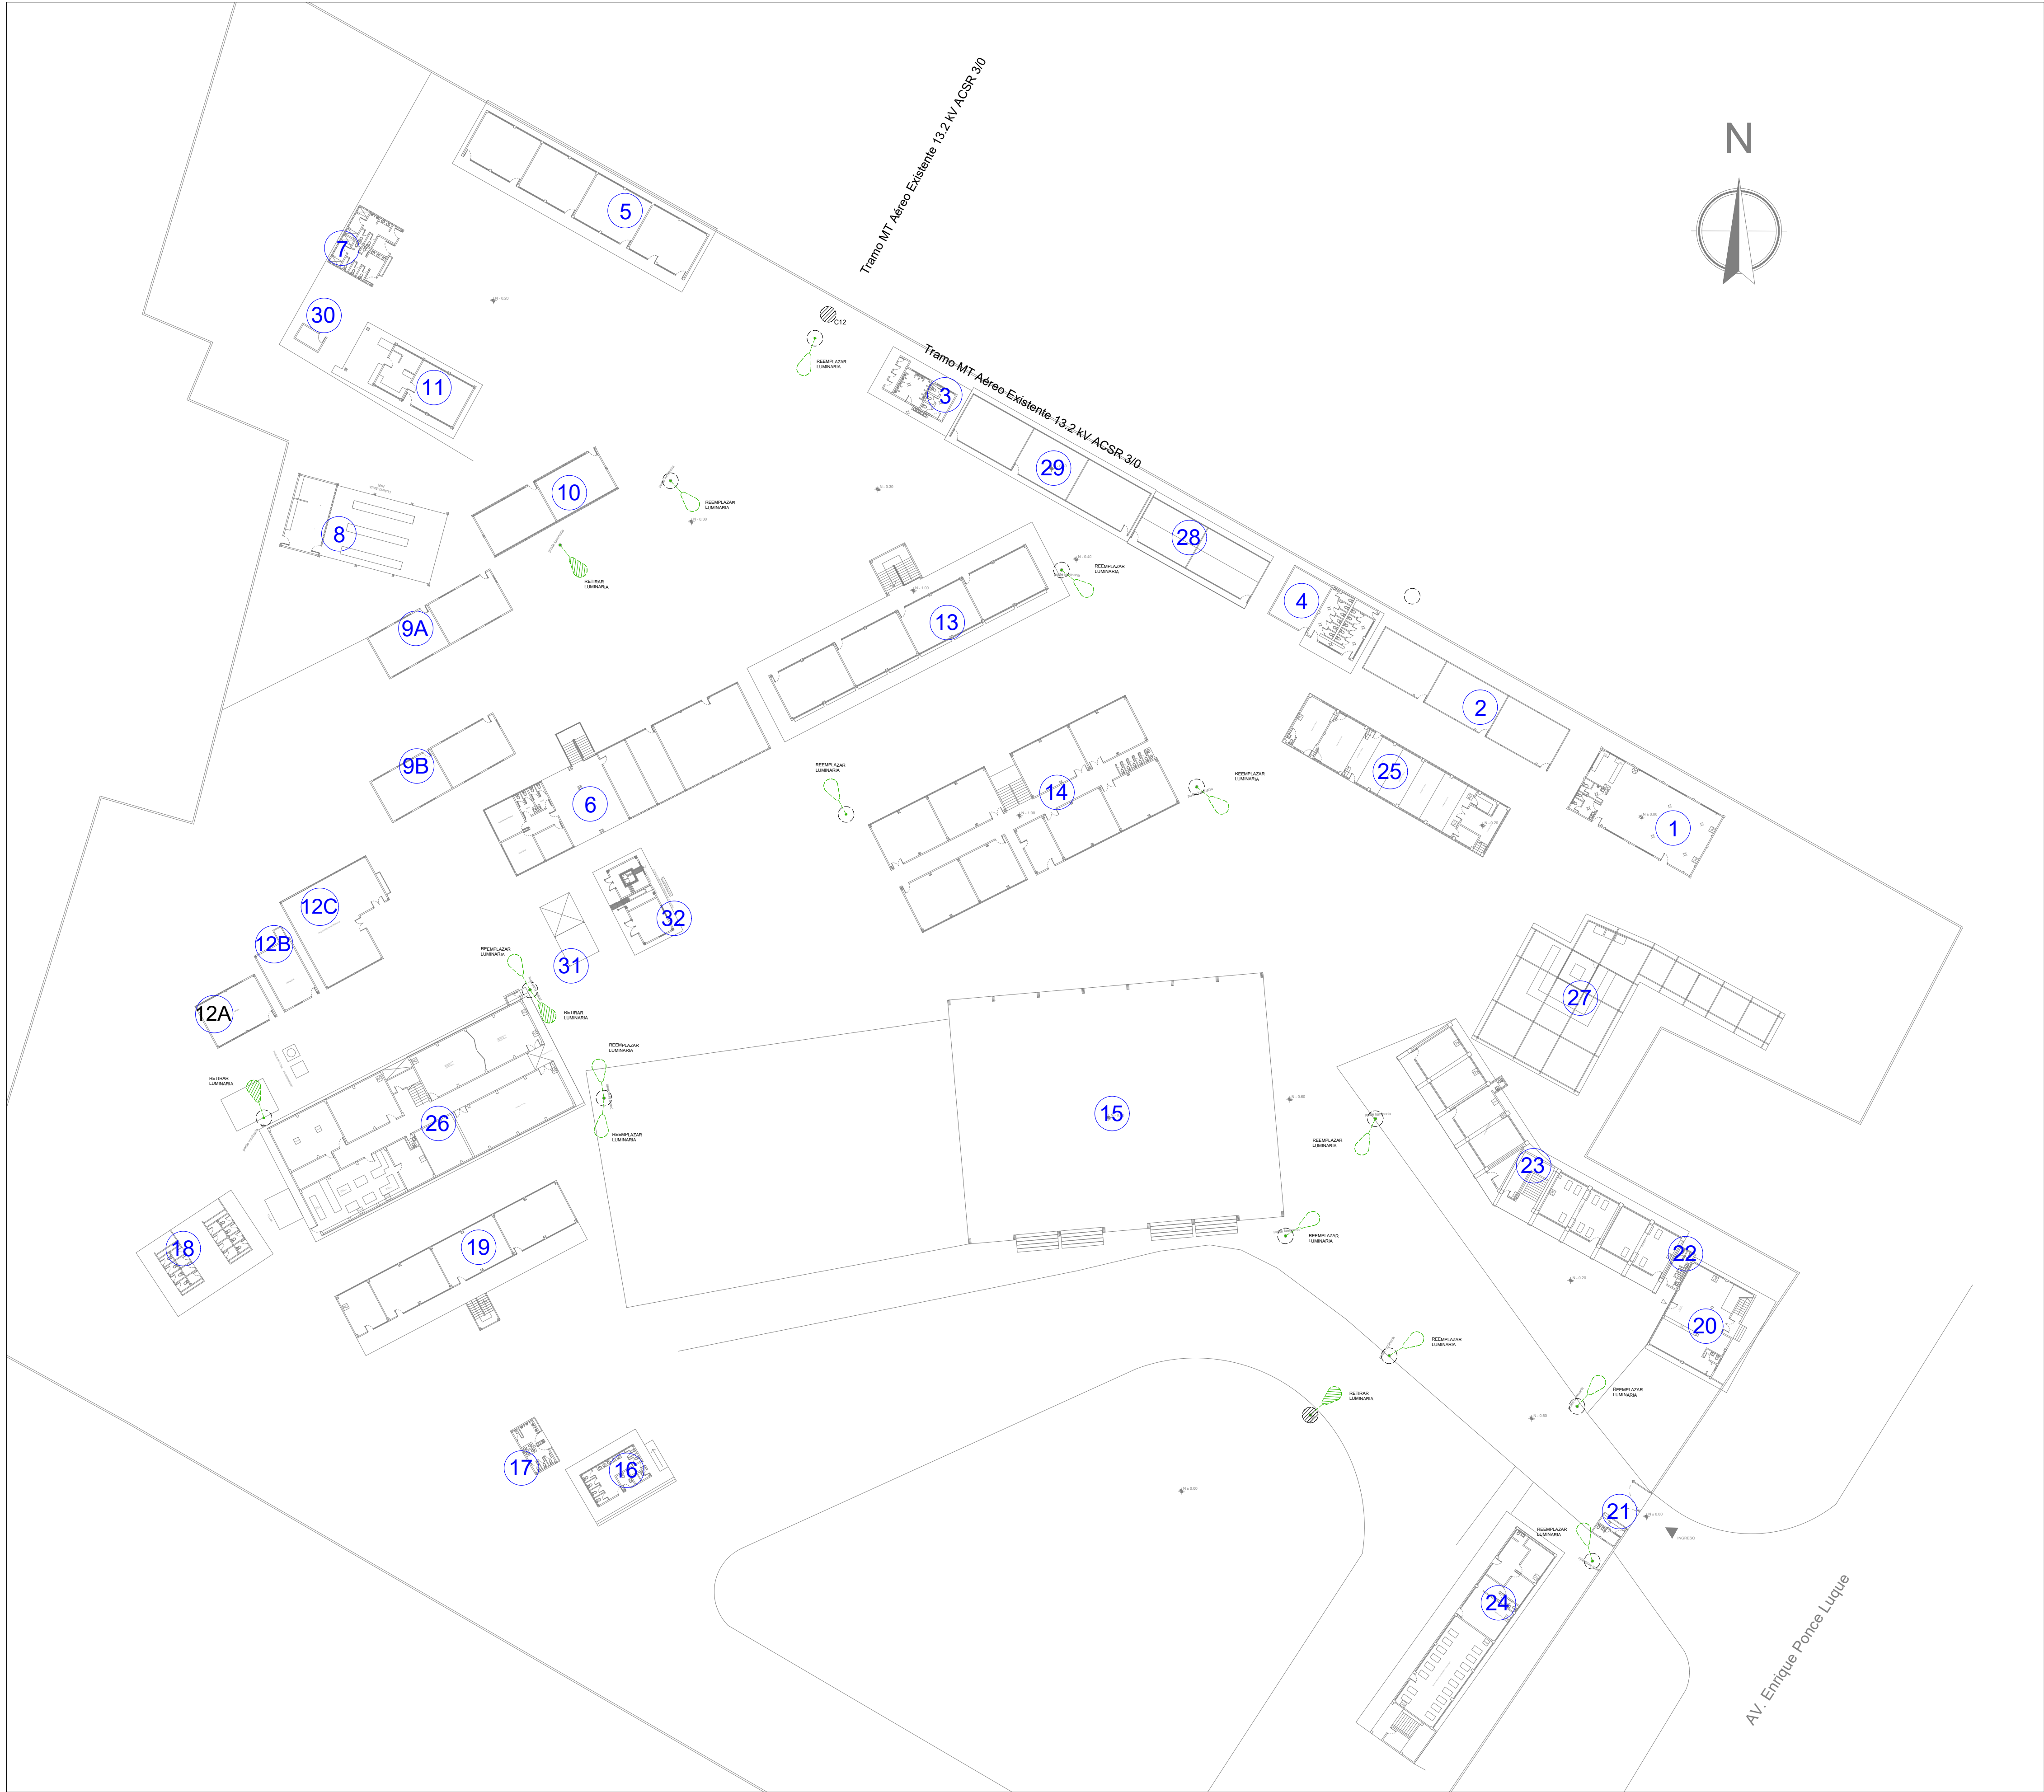 Tramo MT Aéreo Existente 13.2 kV ACSR 3/0
N
5
7
30
11
C12
REEMPLAZAR
LUMINARIA
Tramo MT Aéreo Existente 13.2 kV ACSR 3/0
3
29
28
10
8
REEMPLAZAR
LUMINARIA
RETIRAR
LUMINARIA
REEMPLAZAR
LUMINARIA
4
9A
13
2
9B
6
REEMPLAZAR
LUMINARIA
14
REEMPLAZAR
LUMINARIA
25
1
12C
12B
12A
32
31
REEMPLAZAR
LUMINARIA
RETIRAR
LUMINARIA
27
REEMPLAZAR
LUMINARIA
RETIRAR
LUMINARIA
26
REEMPLAZAR
LUMINARIA
15
REEMPLAZAR
LUMINARIA
23
18
19
REEMPLAZAR
LUMINARIA
22
20
REEMPLAZAR
LUMINARIA
RETIRAR
LUMINARIA
REEMPLAZAR
LUMINARIA
17
16
21
REEMPLAZAR
LUMINARIA
INGRESO
24
AV. Enrique Ponce Luque